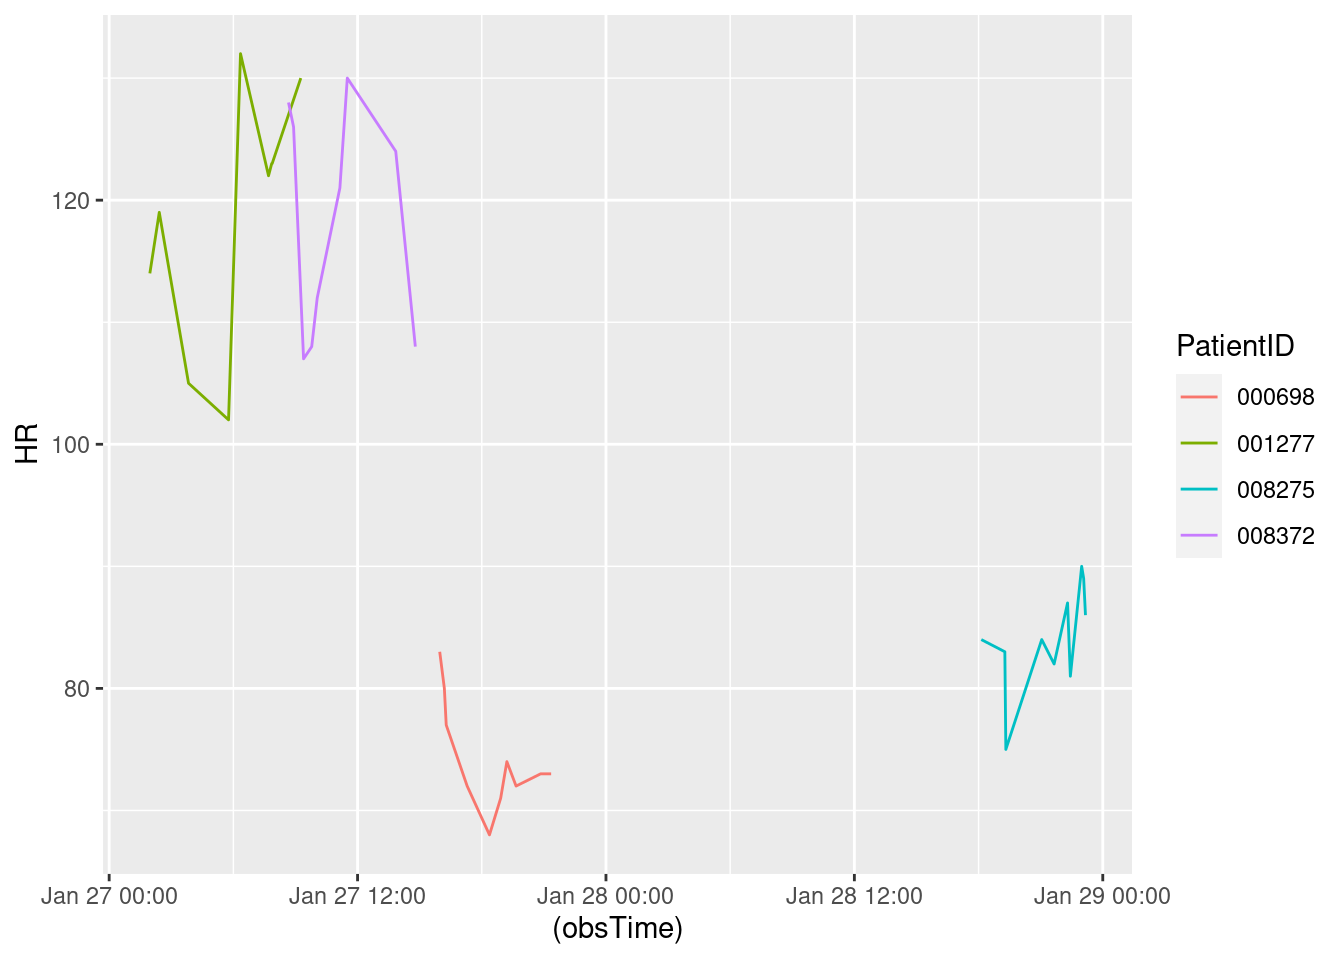 120
100
80
HR
Jan 27 00:00
Jan 27 12:00
Jan 28 00:00
Jan 28 12:00
Jan 29 00:00
(obsTime)
PatientID
000698
001277
008275
008372